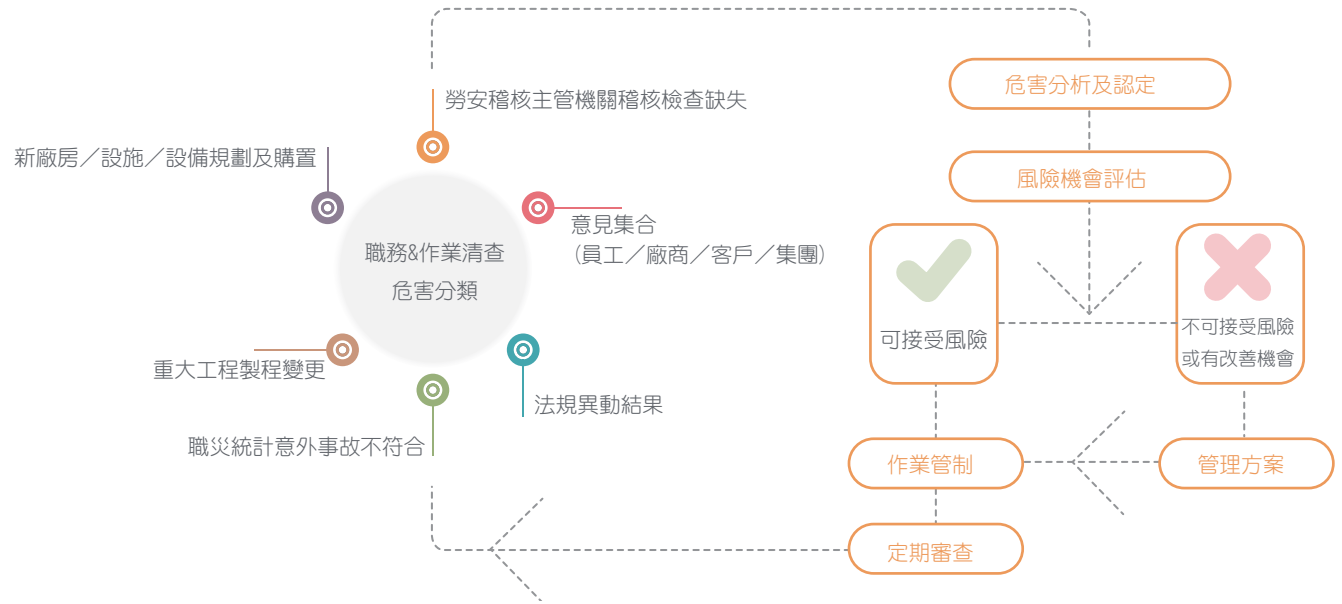 勞安稽核主管機關稽核檢查缺失
新廠房／設施／設備規劃及購置
意見集合
（員工／廠商／客戶／集團）
職務&作業清查
危害分類
重大工程製程變更
法規異動結果
職災統計意外事故不符合
危害分析及認定
風險機會評估
可接受風險
不可接受風險
或有改善機會
作業管制
管理方案
定期審查